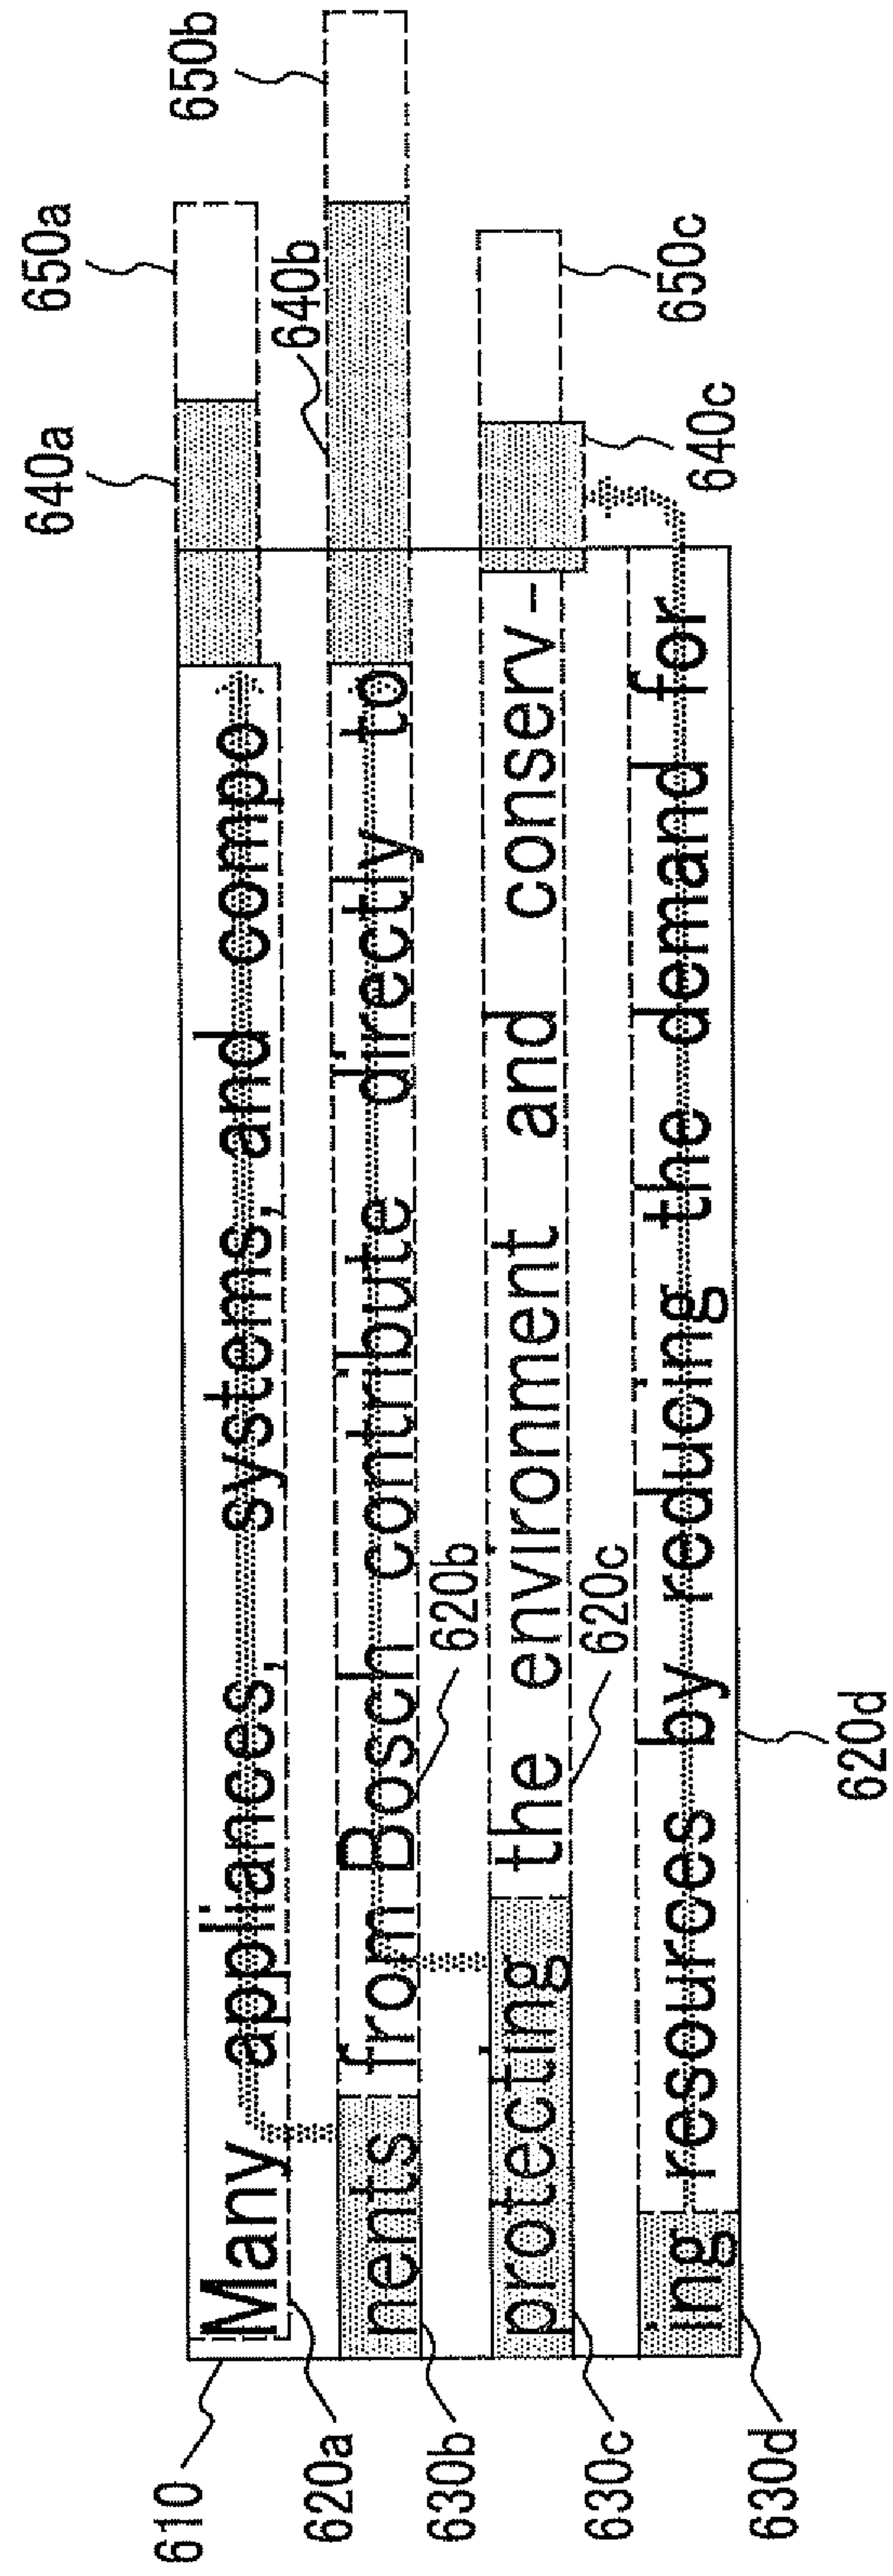 650a
650b
640a
640b
650c
640c
610
Many appliances, systems, and compo
nents from Bosch contribute directly to
620b
protecting the environment and conserv-
620c
ing resources by reducing the demand for
620a
630b
630c
630d
620d